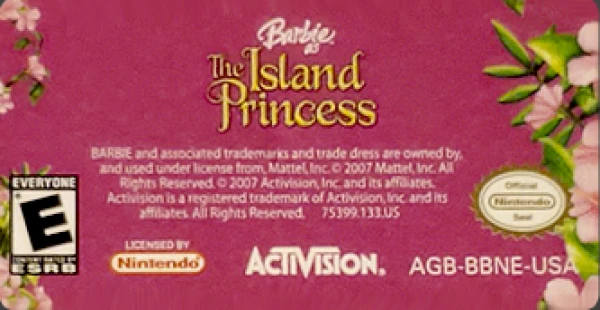 Barbie
as
The Island
Princess
BARBIE and associated trademarks and trade dress are owned by,
and used under license from, Mattel, Inc. © 2007 Mattel, Inc. All
Rights Reserved. © 2007 Activision, Inc. and its affiliates.
Activision is a registered trademark of Activision, Inc. and its
affiliates. All Rights Reserved. 75399.133.US
EVERYONE
E
CONTENT RATED BY
ESRB
LICENSED BY
Nintendo
ACTIVISION.
AGB-BBNE-USA
Official
Nintendo
Seal